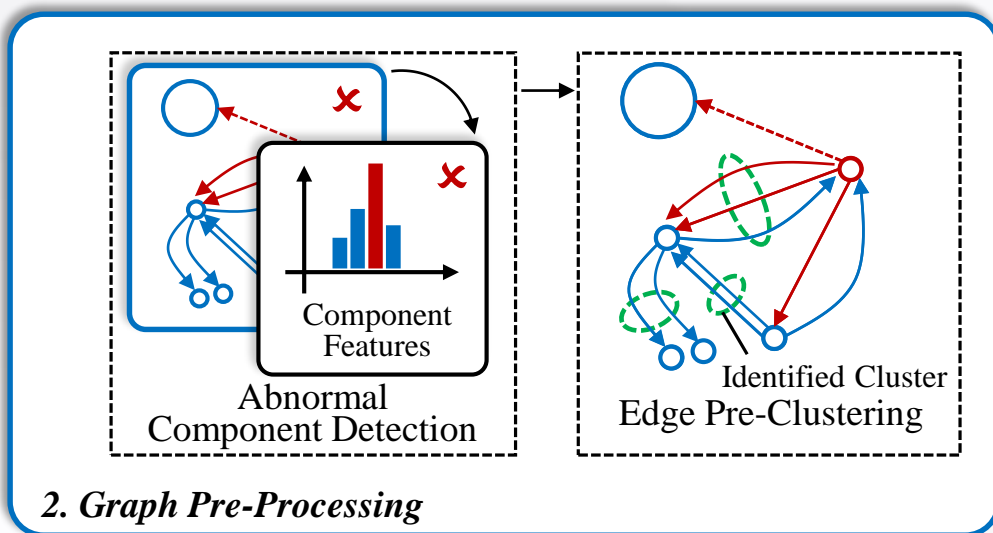 Component
Features
Abnormal
Component Detection
Identified Cluster
Edge Pre-Clustering
2. Graph Pre-Processing